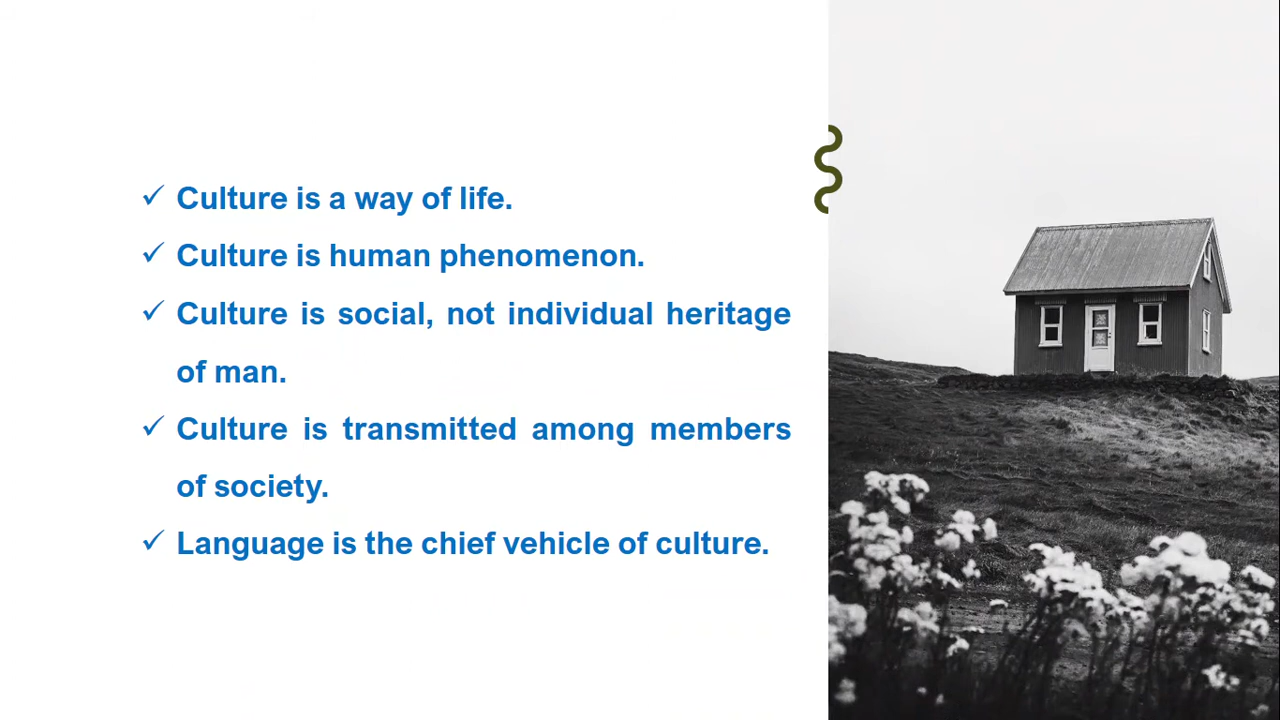 ✓ Culture is a way of life.
✓ Culture is human phenomenon.
✓ Culture is social, not individual heritage
of man.
✓ Culture is transmitted among members
of society.
✓ Language is the chief vehicle of culture.